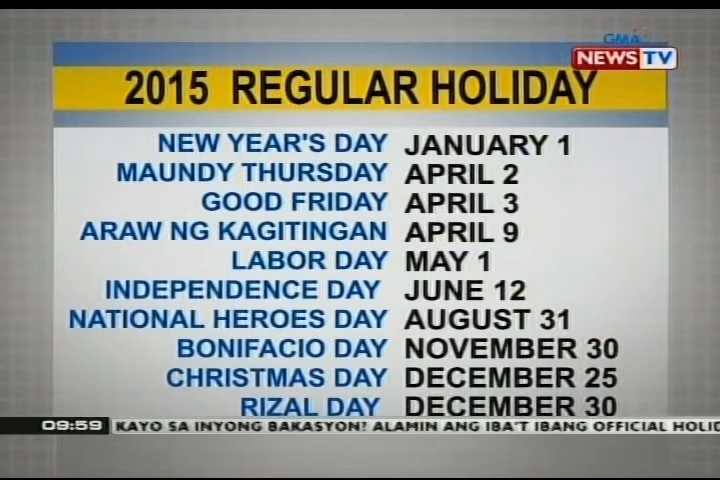 GMA
NEWS TV
2015 REGULAR HOLIDAY
NEW YEAR'S DAY JANUARY 1
MAUNDY THURSDAY APRIL 2
GOOD FRIDAY APRIL 3
ARAW NG KAGITINGAN APRIL 9
LABOR DAY MAY 1
INDEPENDENCE DAY JUNE 12
NATIONAL HEROES DAY AUGUST 31
BONIFACIO DAY NOVEMBER 30
CHRISTMAS DAY DECEMBER 25
RIZAL DAY DECEMBER 30
09:59 KAYO SA INYONG BAKASYON? ALAMIN ANG IBA'T IBANG OFFICIAL HOLID